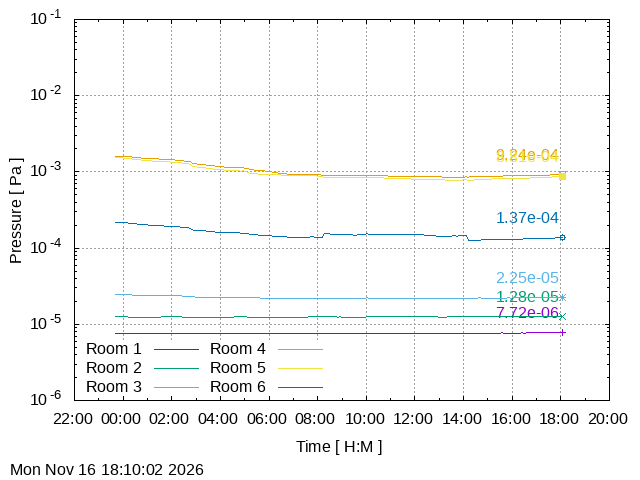 10^-1
10^-2
10^-3
10^-4
10^-5
10^-6
Pressure [ Pa ]
9.24e-04
1.37e-04
2.25e-05
1.28e-05
7.72e-06
Room 1 Room 4
Room 2 Room 5
Room 3 Room 6
22:00 00:00 02:00 04:00 06:00 08:00 10:00 12:00 14:00 16:00 18:00 20:00
Time [ H:M ]
Mon Nov 16 18:10:02 2026